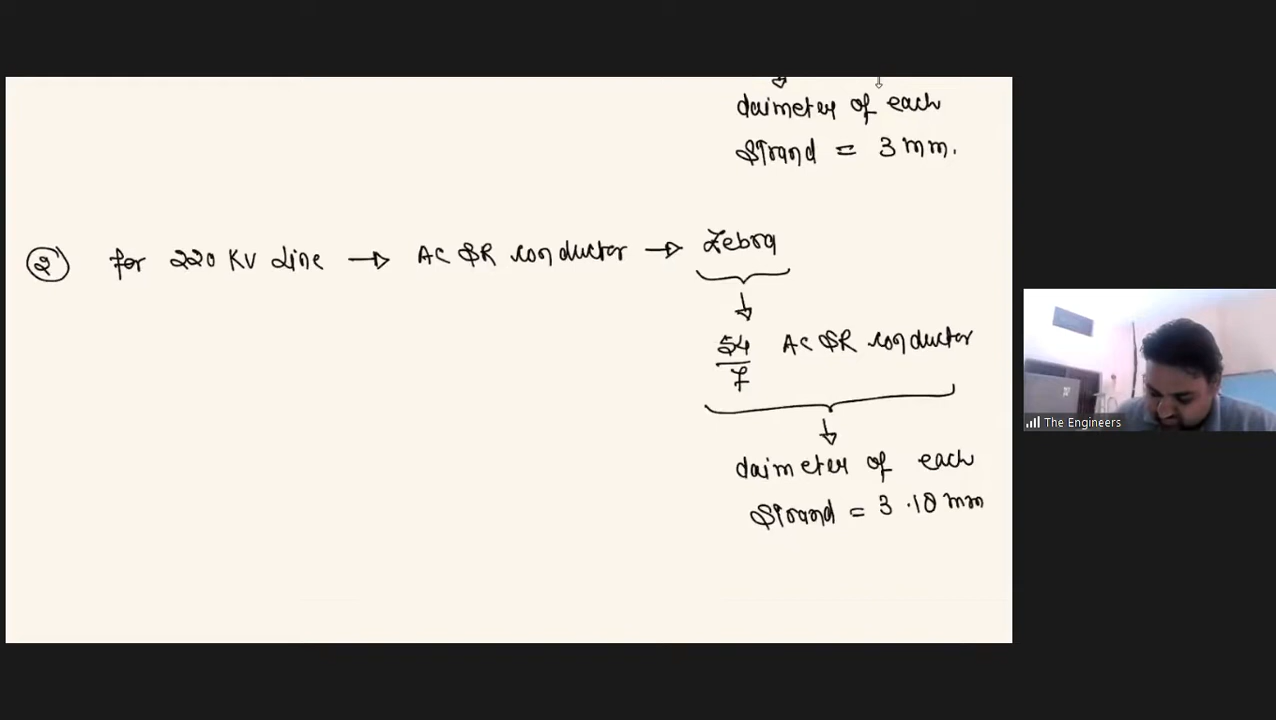 daimeter of each
strand = 3 mm.
(2) for 220 KV Line → ACSR conductor → Zebra
54/7 ACSR conductor
daimeter of each
strand = 3.18 mm
The Engineers